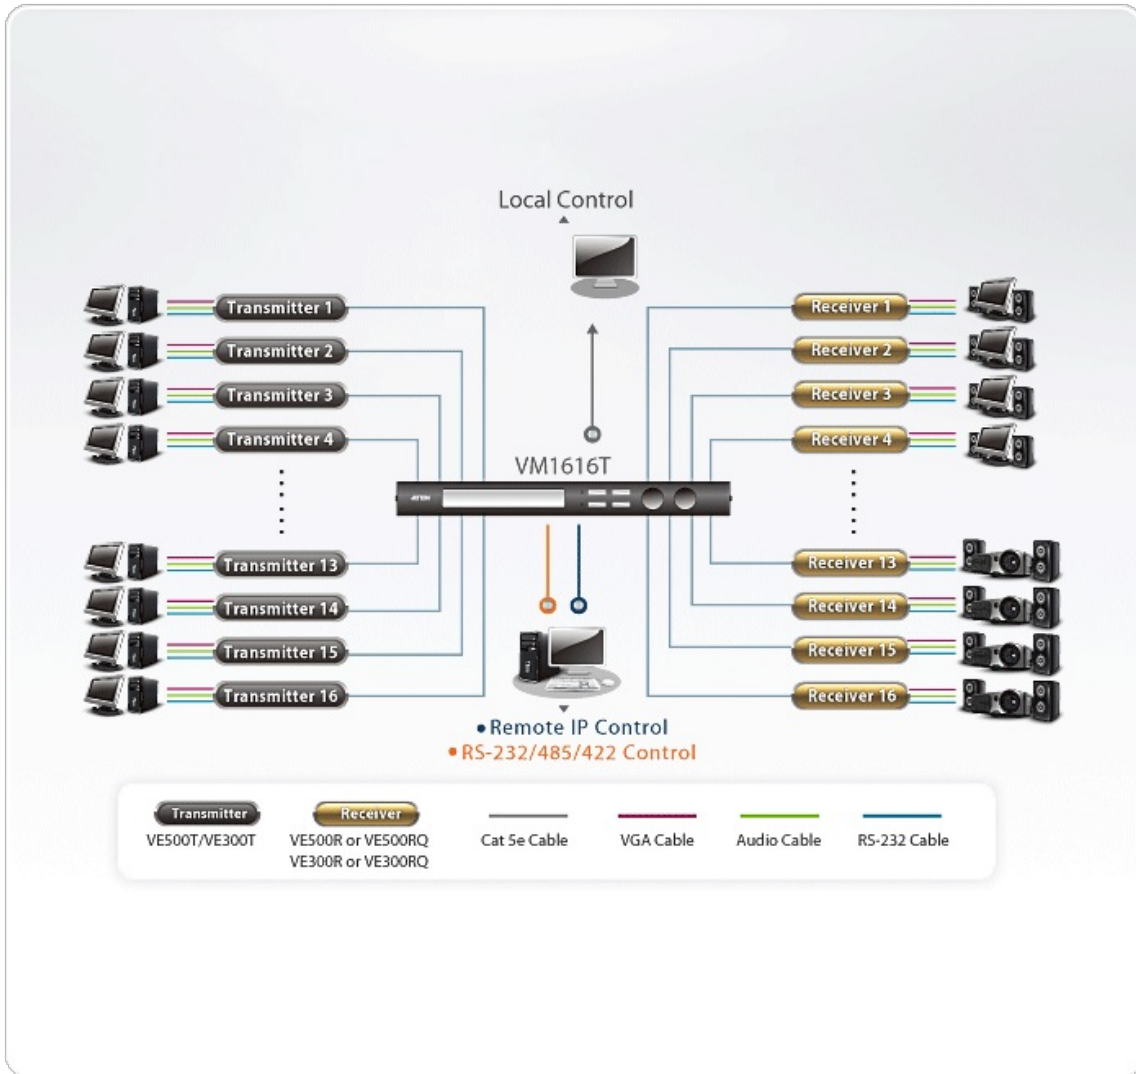 Local Control
Transmitter 1
Receiver 1
Transmitter 2
Receiver 2
Transmitter 3
Receiver 3
Transmitter 4
Receiver 4
VM1616T
ATEN
Transmitter 13
Receiver 13
Transmitter 14
Receiver 14
Transmitter 15
Receiver 15
Transmitter 16
Receiver 16
• Remote IP Control
• RS-232/485/422 Control
Transmitter
VE500T/VE300T
Receiver
VE500R or VE500RQ
VE300R or VE300RQ
Cat 5e Cable
VGA Cable
Audio Cable
RS-232 Cable